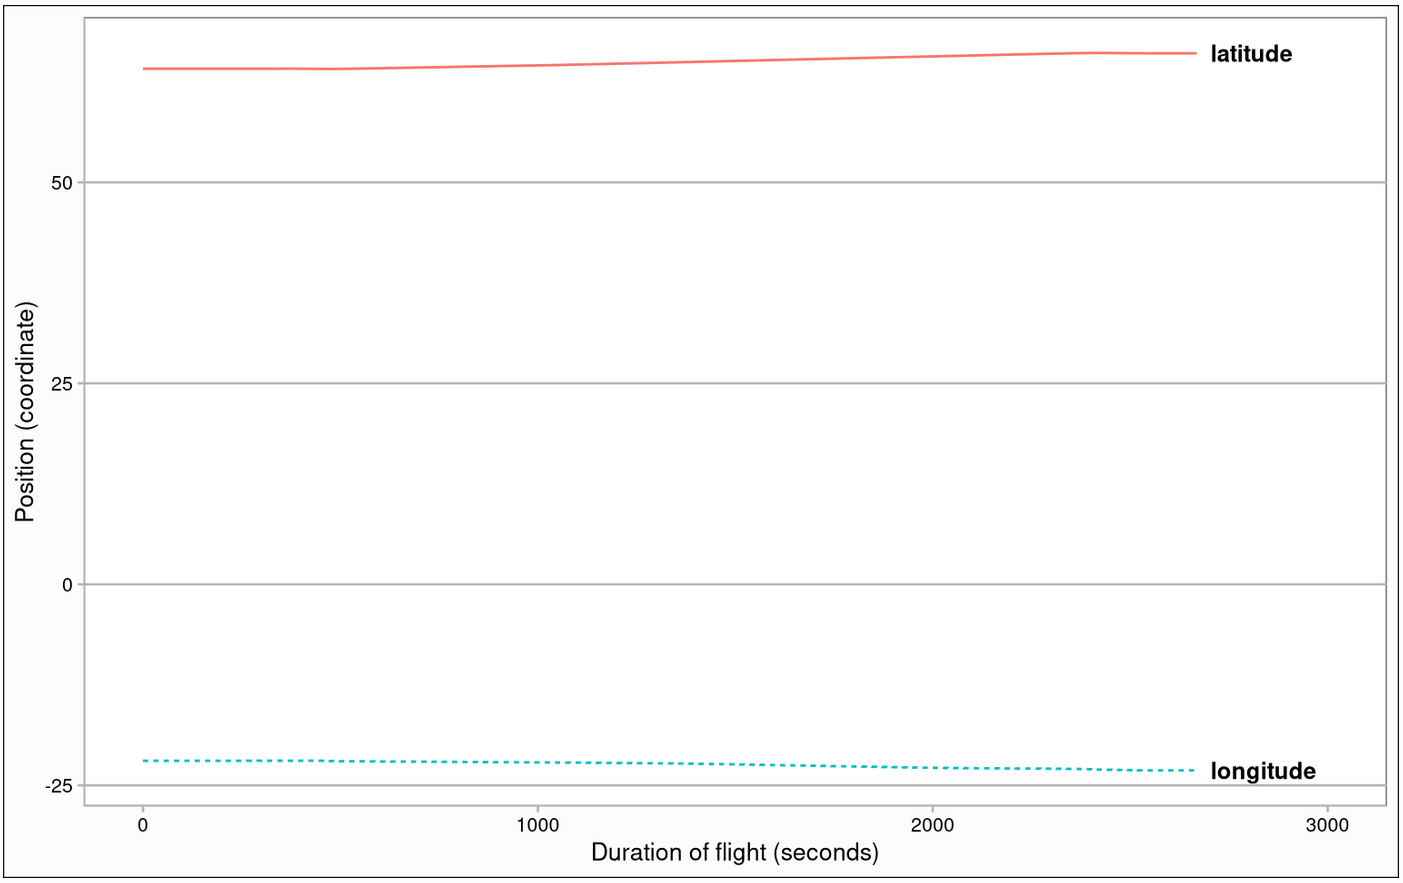 latitude
50
25
0
-25
longitude
0 1000 2000 3000
Duration of flight (seconds)
Position (coordinate)